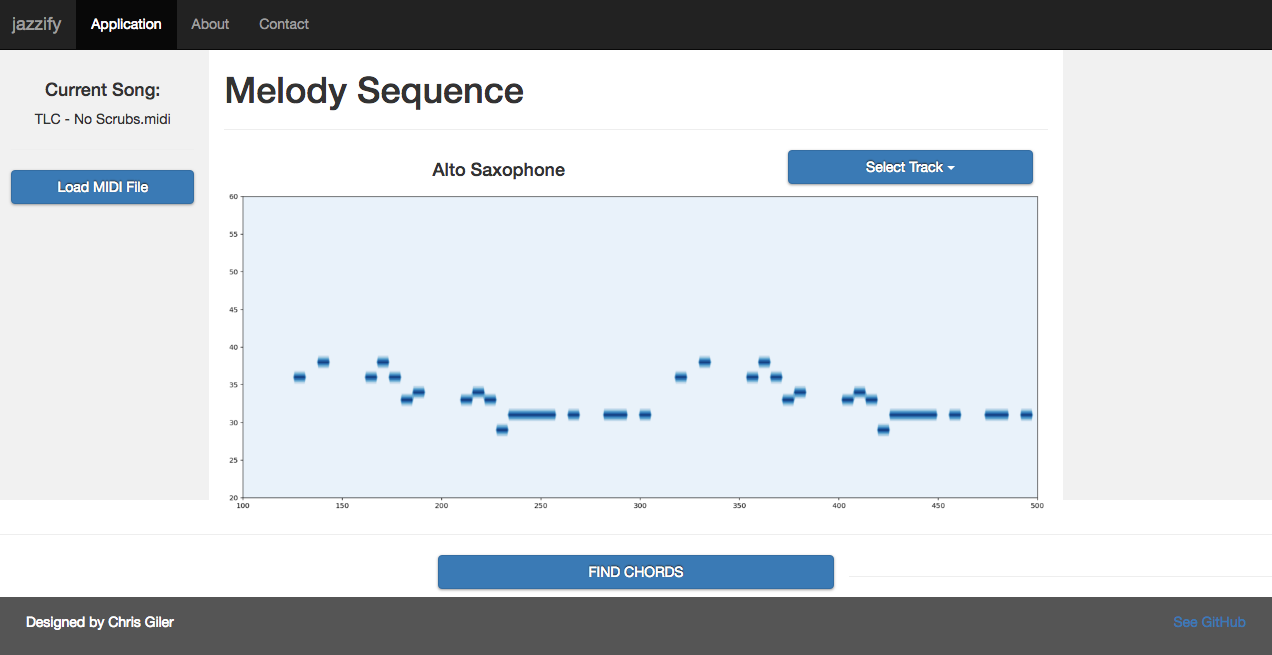 jazzify Application About Contact
Current Song:
TLC - No Scrubs.midi
Load MIDI File
Melody Sequence
Alto Saxophone
Select Track
60
55
50
45
40
35
30
25
20
100 150 200 250 300 350 400 450 500
FIND CHORDS
Designed by Chris Giler
See GitHub